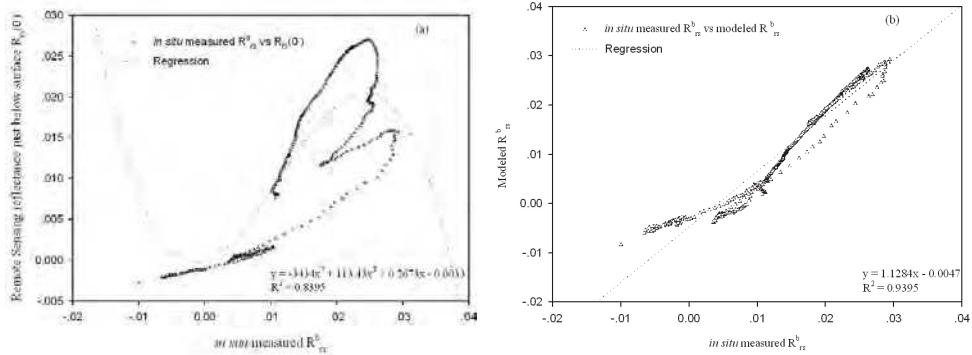 (a)
in situ measured R^b_rs vs R_rs(0^-)
Regression
Remote Sensing reflectance just below surface R_rs(0)
.030
.025
.020
.015
.010
.005
0.000
-.005
-.02
-.01
0.00
.01
.02
.03
.04
R² = 0.8395
in situ measured R^b_rs
(b)
in situ measured R^b_rs vs modeled R^b_rs
Regression
Modeled R^b_rs
.04
.03
.02
.01
0.00
-.01
-.02
-.02
-.01
0.00
.01
.02
.03
.04
y = 1.1284x - 0.0047
R² = 0.9395
in situ measured R^b_rs